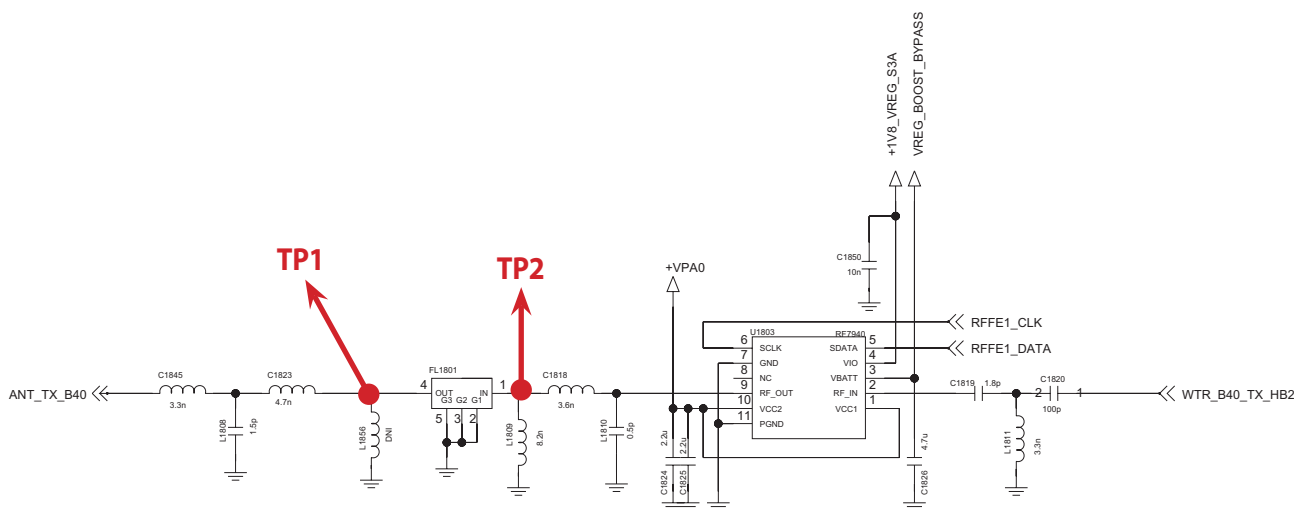 +1V8_VREG_S3A
VREG_BOOST_BYPASS
TP1
TP2
+VPA0
C1850
10n
U1803
RF7940
RFFE1_CLK
RFFE1_DATA
6
SCLK
SDATA
5
7
GND
VIO
4
8
NC
VBATT
3
9
RF_OUT
RF_IN
2
10
VCC2
VCC1
1
11
PGND
ANT_TX_B40
C1845
3.3n
L1808
1.5p
C1823
4.7n
L1856
DNI
FL1801
4
OUT
IN
1
G3
G2
G1
5
3
2
L1809
8.2n
C1818
3.6n
L1810
0.5p
2.2u
C1824
2.2u
C1825
4.7u
C1826
C1819
1.8p
L1811
3.3n
C1820
2
1
100p
WTR_B40_TX_HB2